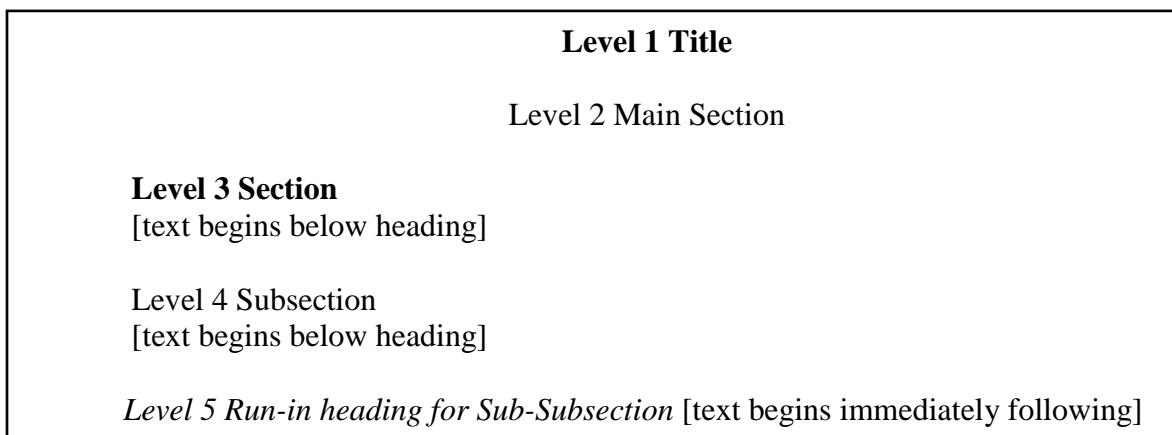 Level 1 Title
Level 2 Main Section
Level 3 Section
[text begins below heading]
Level 4 Subsection
[text begins below heading]
Level 5 Run-in heading for Sub-Subsection [text begins immediately following]